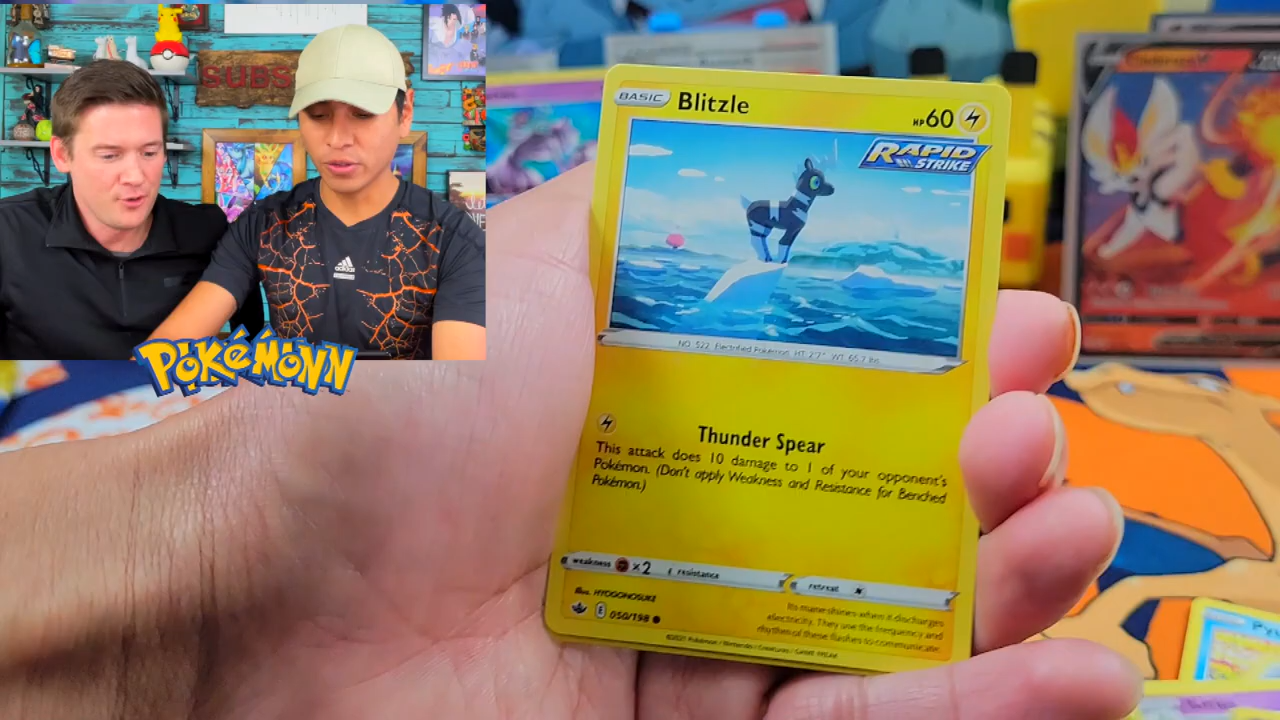 SUBS
adidas
POKéMONN
BASIC Blitzle HP60
RAPID
STRIKE
NO. 522 Electrified Pokémon HT: 2'7" WT: 65.7 lbs.
Thunder Spear
This attack does 10 damage to 1 of your opponent's
Pokémon. (Don't apply Weakness and Resistance for Benched
Pokémon.)
weakness ×2 resistance retreat
Illus. HYOGONOSUKE
E 050/198
Its mane shines when it discharges
electricity. They use the frequency and
rhythm of these flashes to communicate.
©2021 Pokémon / Nintendo / Creatures / GAME FREAK